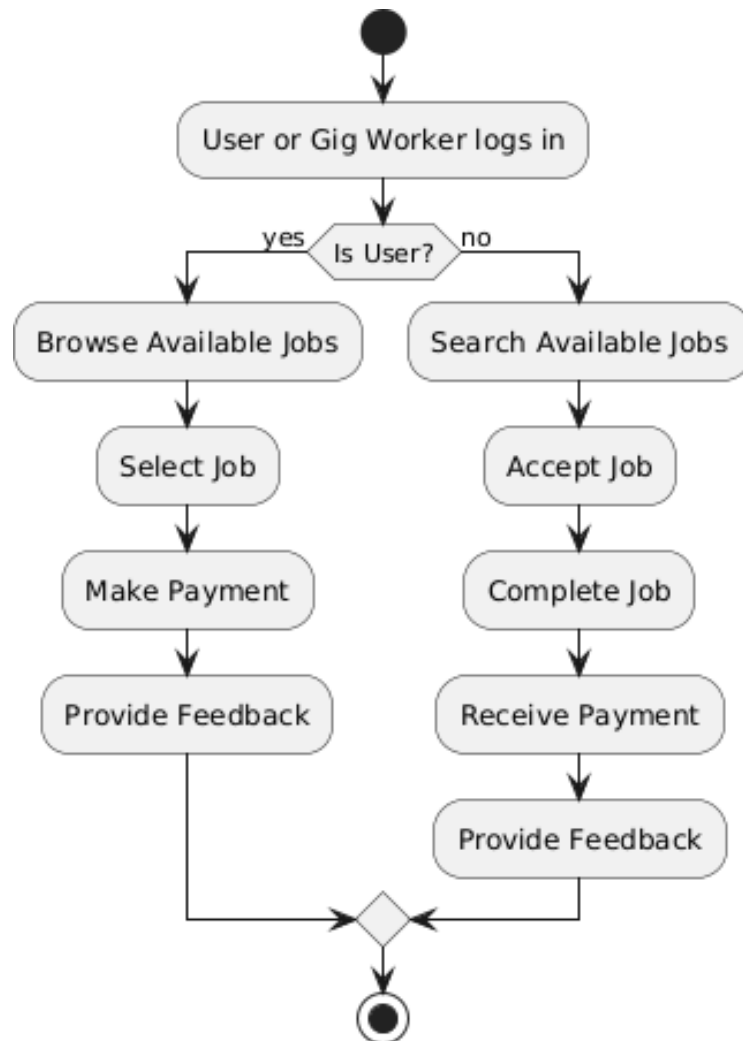 User or Gig Worker logs in
yes
Is User?
no
Browse Available Jobs
Search Available Jobs
Select Job
Accept Job
Make Payment
Complete Job
Provide Feedback
Receive Payment
Provide Feedback